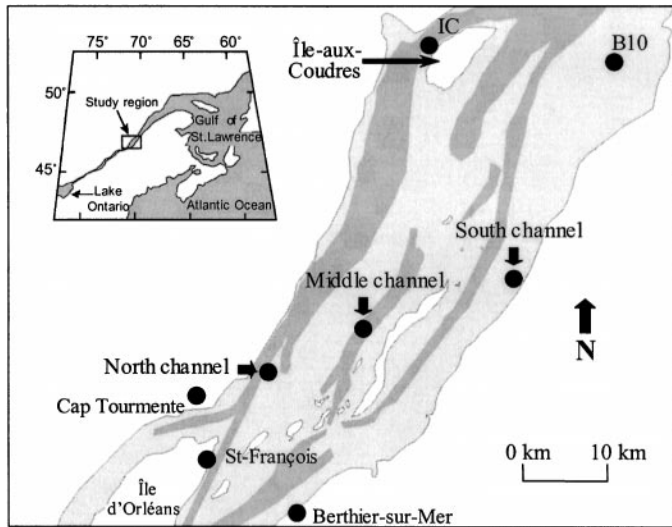 75° 70° 65° 60°
50°
45°
Study region
Gulf of
St.Lawrence
Lake
Ontario
Atlantic Ocean
IC
B10
Île-aux-
Coudres
South channel
Middle channel
North channel
N
Cap Tourmente
St-François
0 km 10 km
Île
d'Orléans
Berthier-sur-Mer